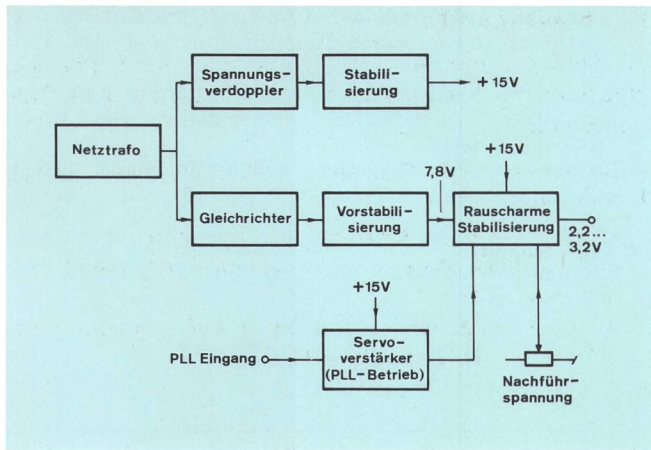 Spannungs-
verdoppler
Stabili-
sierung
+15V
Netztrafo
+15V
7,8V
Gleichrichter
Vorstabili-
sierung
Rauscharme
Stabilisierung
2,2...
3,2V
+15V
PLL Eingang
Servo-
verstärker
(PLL-Betrieb)
Nachführ-
spannung